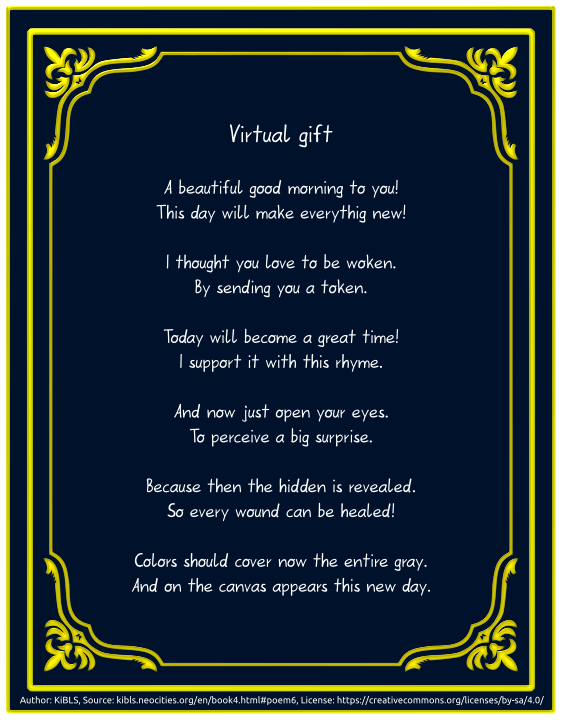 Virtual gift
A beautiful good morning to you!
This day will make everythig new!
I thought you love to be woken.
By sending you a token.
Today will become a great time!
I support it with this rhyme.
And now just open your eyes.
To perceive a big surprise.
Because then the hidden is revealed.
So every wound can be healed!
Colors should cover now the entire gray.
And on the canvas appears this new day.
Author: KiBLS, Source: kibls.neocities.org/en/book4.html#poem6, License: https://creativecommons.org/licenses/by-sa/4.0/